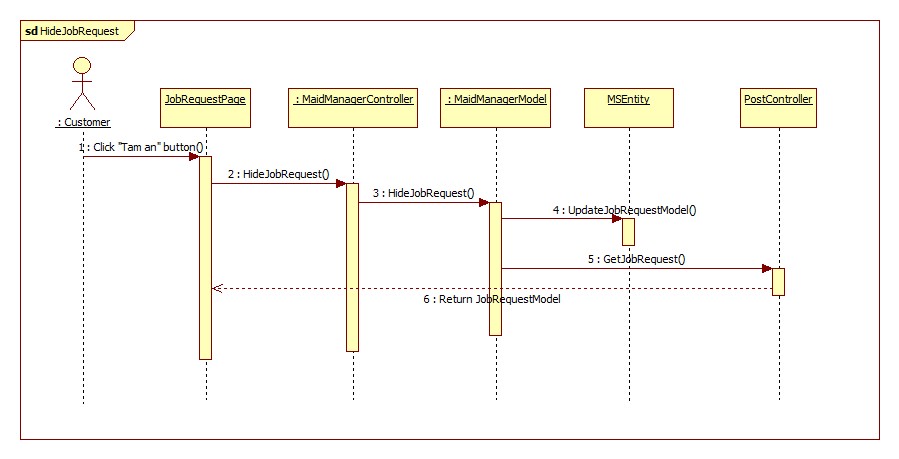 sd HideJobRequest
: Customer
JobRequestPage
: MaidManagerController
: MaidManagerModel
MSEntity
PostController
1 : Click "Tam an" button()
2 : HideJobRequest()
3 : HideJobRequest()
4 : UpdateJobRequestModel()
5 : GetJobRequest()
6 : Return JobRequestModel